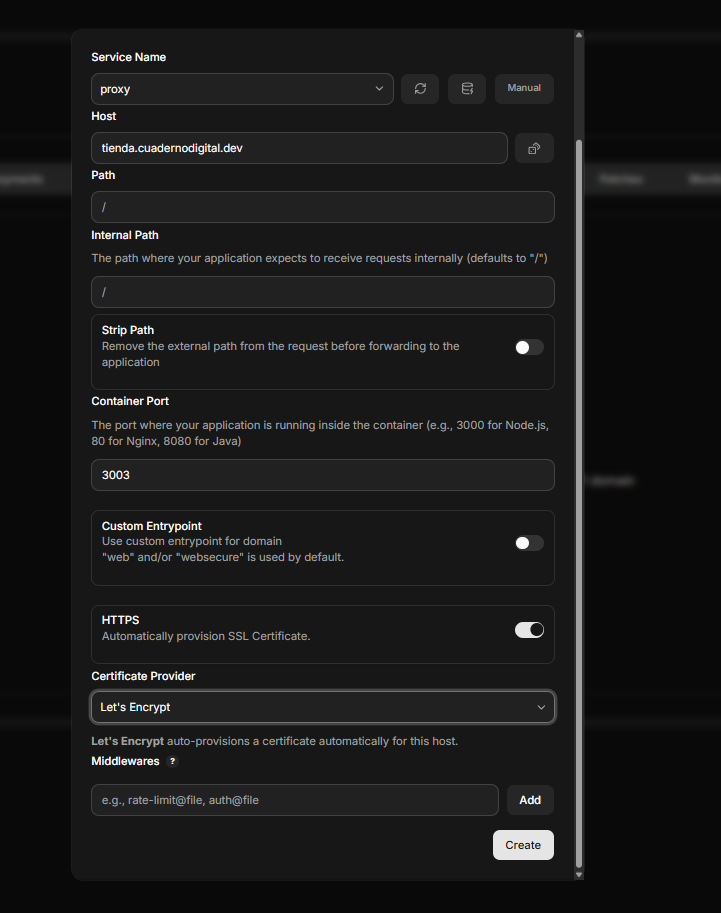 Service Name
proxy
Manual
Host
tienda.cuadernodigital.dev
Path
/
Internal Path
The path where your application expects to receive requests internally (defaults to "/")
/
Strip Path
Remove the external path from the request before forwarding to the
application
Container Port
The port where your application is running inside the container (e.g., 3000 for Node.js,
80 for Nginx, 8080 for Java)
3003
Custom Entrypoint
Use custom entrypoint for domain
"web" and/or "websecure" is used by default.
HTTPS
Automatically provision SSL Certificate.
Certificate Provider
Let's Encrypt
Let's Encrypt auto-provisions a certificate automatically for this host.
Middlewares ?
e.g., rate-limit@file, auth@file
Add
Create
Patches
domain